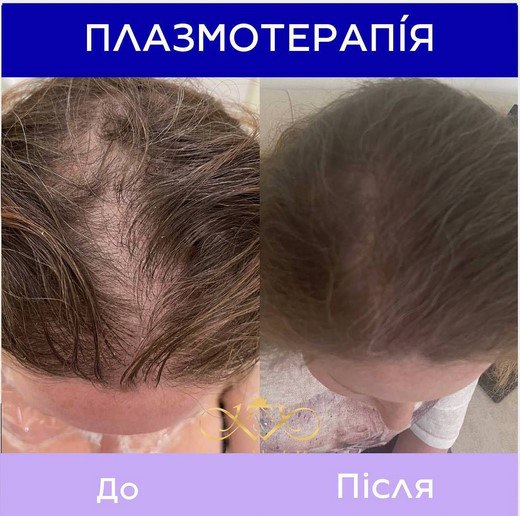 ПЛАЗМОТЕРАПІЯ
До
Після